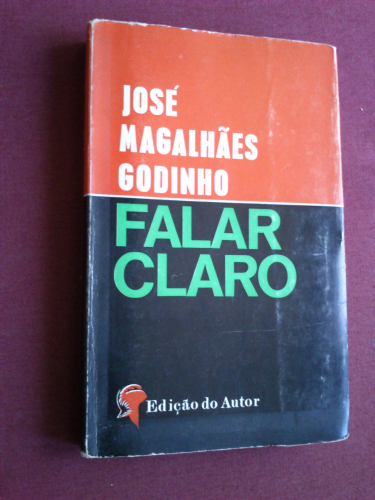 JOSÉ
MAGALHÃES
GODINHO
FALAR
CLARO
Edição do Autor